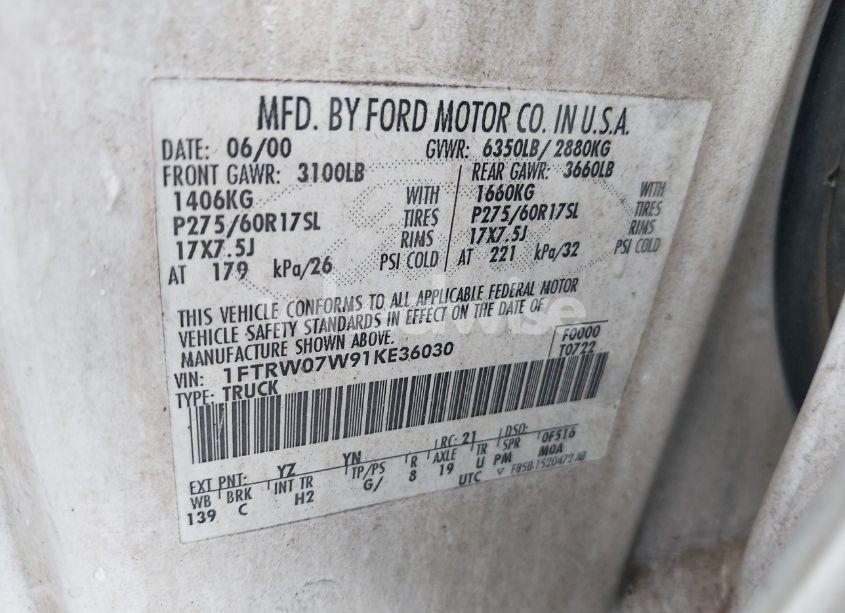 MFD. BY FORD MOTOR CO. IN U.S.A.
DATE: 06/00 GVWR: 6350LB/2880KG
FRONT GAWR: 3100LB REAR GAWR: 3660LB
1406KG WITH 1660KG WITH
P275/60R17SL TIRES P275/60R17SL TIRES
17X7.5J RIMS 17X7.5J RIMS
AT 179 kPa/26 PSI COLD AT 221 kPa/32 PSI COLD
THIS VEHICLE CONFORMS TO ALL APPLICABLE FEDERAL MOTOR
VEHICLE SAFETY STANDARDS IN EFFECT ON THE DATE OF
MANUFACTURE SHOWN ABOVE.
F0000
T0722
VIN: 1FTRW07W91KE36030
TYPE: TRUCK
EXT PNT: YZ YN RC: 21 DSO: 0F516
WB BRK INT TR TP/PS R AXLE TR SPR M0A
139 C H2 G/ 8 19 U PM
UTC